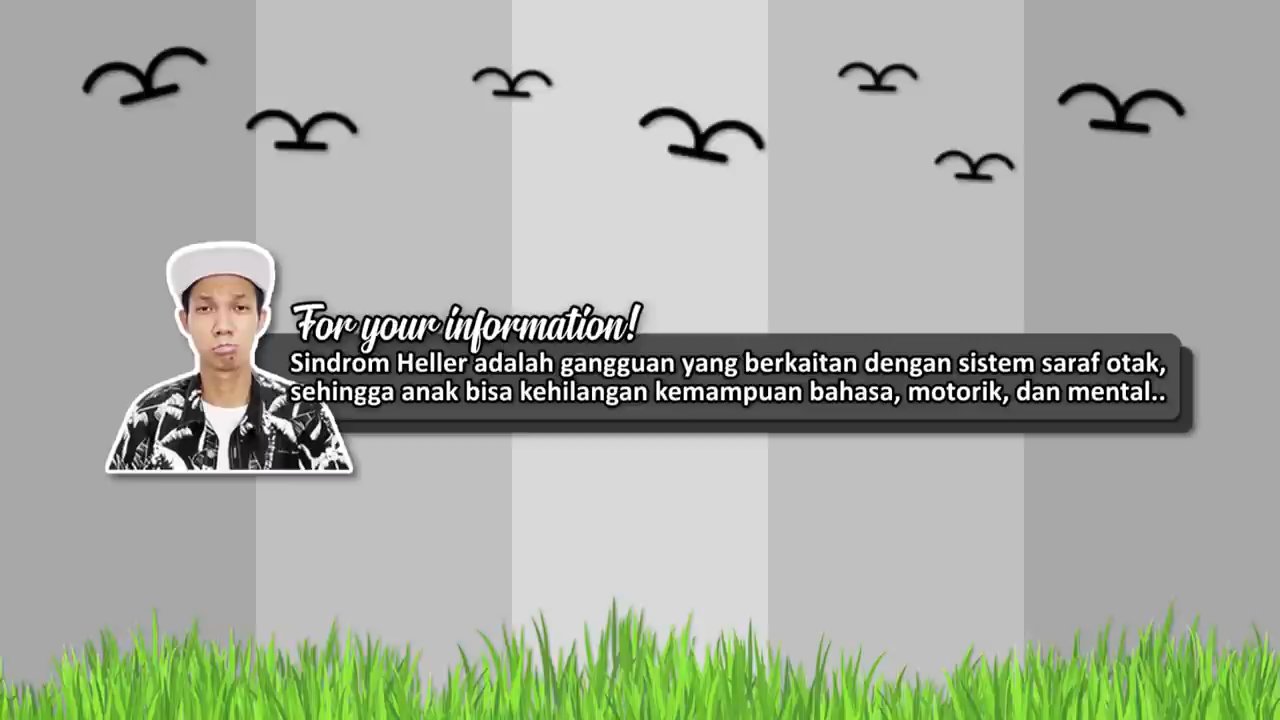 For your information!
Sindrom Heller adalah gangguan yang berkaitan dengan sistem saraf otak,
sehingga anak bisa kehilangan kemampuan bahasa, motorik, dan mental..